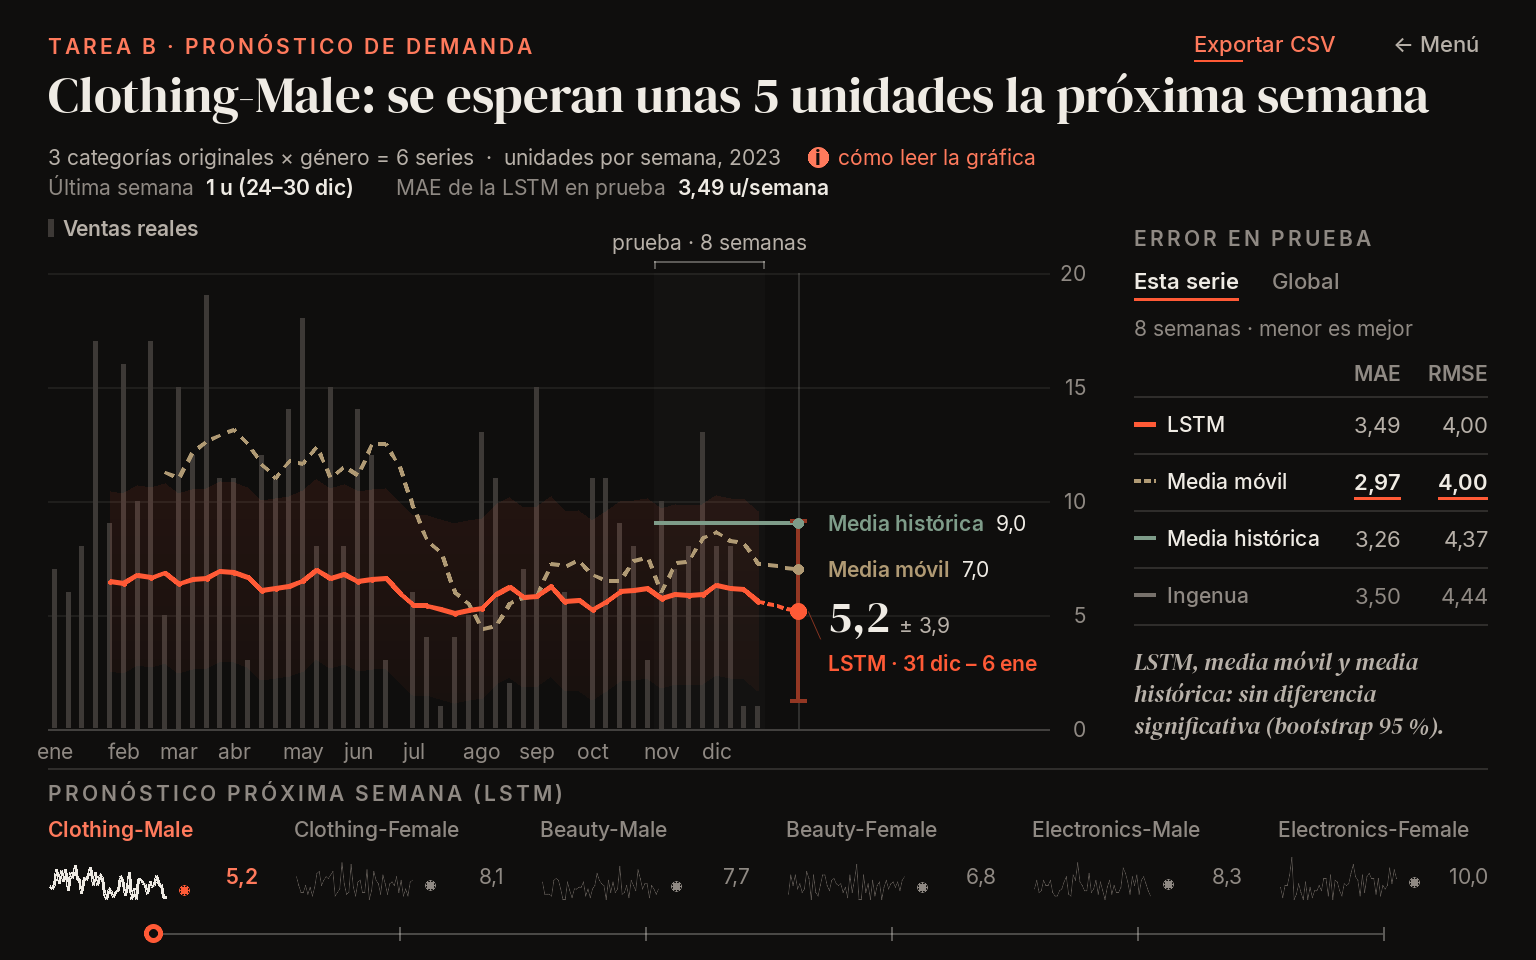 TAREA B · PRONÓSTICO DE DEMANDA
Exportar CSV
← Menú
Clothing-Male: se esperan unas 5 unidades la próxima semana
3 categorías originales × género = 6 series · unidades por semana, 2023
i cómo leer la gráfica
Última semana 1 u (24–30 dic) MAE de la LSTM en prueba 3,49 u/semana
Ventas reales
prueba · 8 semanas
20
15
10
5
0
Media histórica 9,0
Media móvil 7,0
5,2 ± 3,9
LSTM · 31 dic – 6 ene
ene feb mar abr may jun jul ago sep oct nov dic
ERROR EN PRUEBA
Esta serie Global
8 semanas · menor es mejor
MAE RMSE
LSTM 3,49 4,00
Media móvil 2,97 4,00
Media histórica 3,26 4,37
Ingenua 3,50 4,44
LSTM, media móvil y media
histórica: sin diferencia
significativa (bootstrap 95 %).
PRONÓSTICO PRÓXIMA SEMANA (LSTM)
Clothing-Male Clothing-Female Beauty-Male Beauty-Female Electronics-Male Electronics-Female
5,2 8,1 7,7 6,8 8,3 10,0